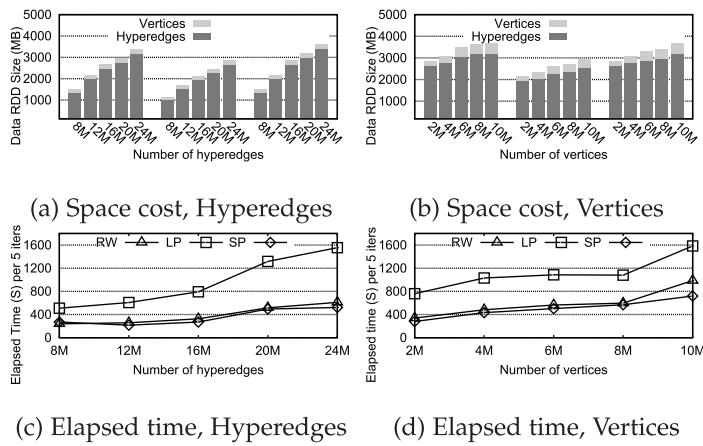 5000
4000
3000
2000
1000
Data RDD Size (MB)
Vertices
Hyperedges
8M 12M 16M 20M 24M 8M 12M 16M 20M 24M 8M 12M 16M 20M 24M
Number of hyperedges
(a) Space cost, Hyperedges
5000
4000
3000
2000
1000
Data RDD Size (MB)
Vertices
Hyperedges
2M 4M 6M 8M 10M 2M 4M 6M 8M 10M 2M 4M 6M 8M 10M
Number of vertices
(b) Space cost, Vertices
1600
1200
800
400
0
Elapsed Time (S) per 5 iters
RW LP SP
8M 12M 16M 20M 24M
Number of hyperedges
(c) Elapsed time, Hyperedges
1600
1200
800
400
0
Elapsed time (S) per 5 iters
RW LP SP
2M 4M 6M 8M 10M
Number of vertices
(d) Elapsed time, Vertices